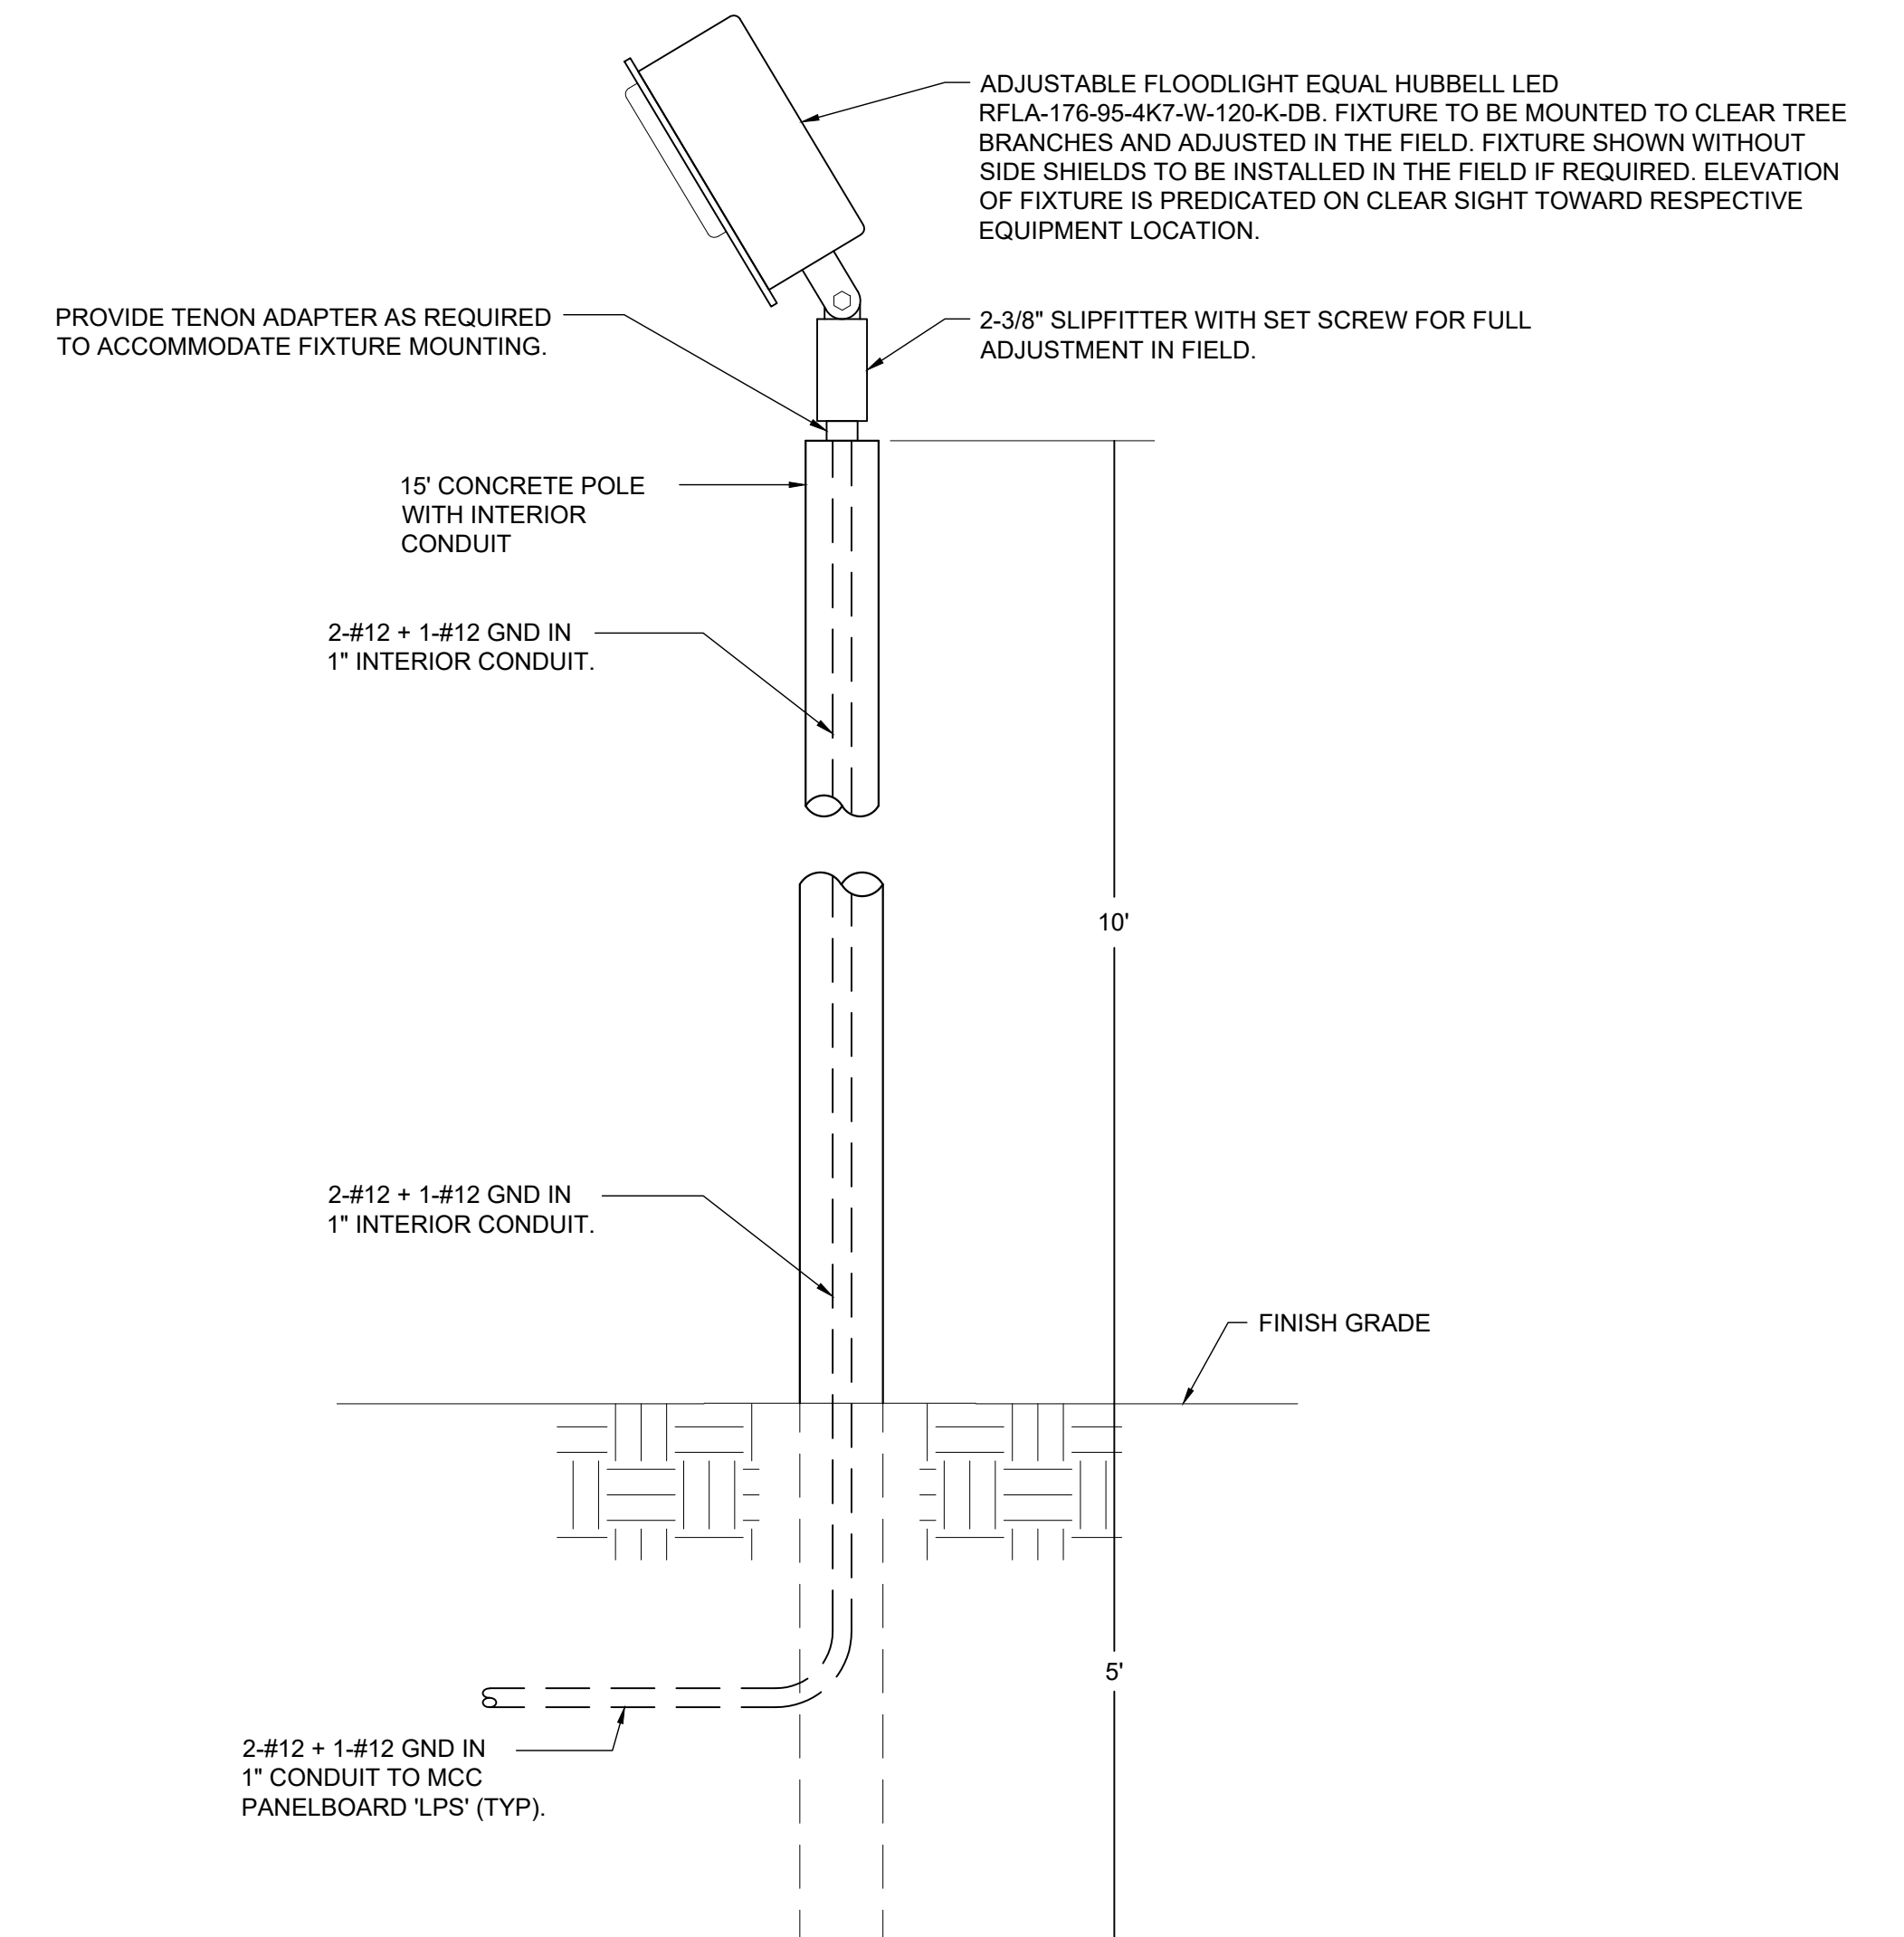 ADJUSTABLE FLOODLIGHT EQUAL HUBBELL LED
RFLA-176-95-4K7-W-120-K-DB. FIXTURE TO BE MOUNTED TO CLEAR TREE
BRANCHES AND ADJUSTED IN THE FIELD. FIXTURE SHOWN WITHOUT
SIDE SHIELDS TO BE INSTALLED IN THE FIELD IF REQUIRED. ELEVATION
OF FIXTURE IS PREDICATED ON CLEAR SIGHT TOWARD RESPECTIVE
EQUIPMENT LOCATION.
PROVIDE TENON ADAPTER AS REQUIRED
TO ACCOMMODATE FIXTURE MOUNTING.
2-3/8" SLIPFITTER WITH SET SCREW FOR FULL
ADJUSTMENT IN FIELD.
15' CONCRETE POLE
WITH INTERIOR
CONDUIT
2-#12 + 1-#12 GND IN
1" INTERIOR CONDUIT.
10'
2-#12 + 1-#12 GND IN
1" INTERIOR CONDUIT.
FINISH GRADE
5'
2-#12 + 1-#12 GND IN
1" CONDUIT TO MCC
PANELBOARD 'LPS' (TYP).